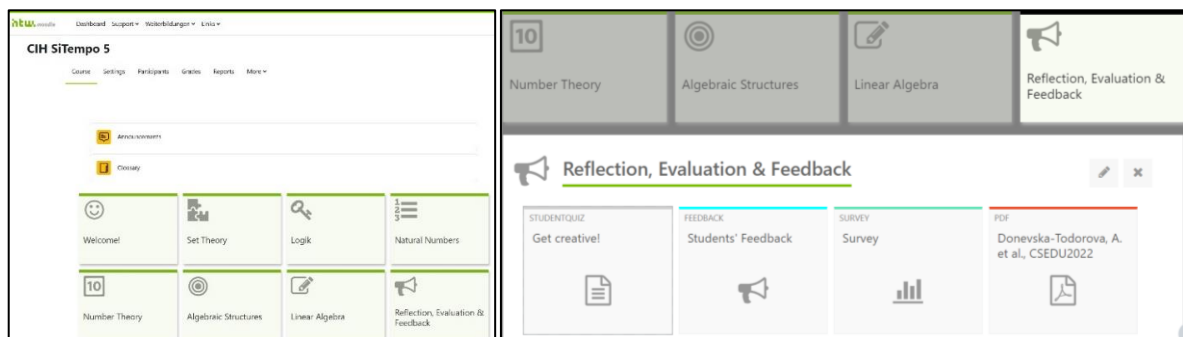 htw. moodle Dashboard Support Weiterbildungen Links
CIH SiTempo 5
Course Settings Participants Grades Reports More
Announcements
Glossary
Welcome!
Set Theory
Logik
1
2
3
Natural Numbers
10
Number Theory
Algebraic Structures
Linear Algebra
Reflection, Evaluation &
Feedback
10
Number Theory
Algebraic Structures
Linear Algebra
Reflection, Evaluation &
Feedback
Reflection, Evaluation & Feedback
STUDENTQUIZ
Get creative!
FEEDBACK
Students' Feedback
SURVEY
Survey
PDF
Donevska-Todorova, A.
et al., CSEDU2022